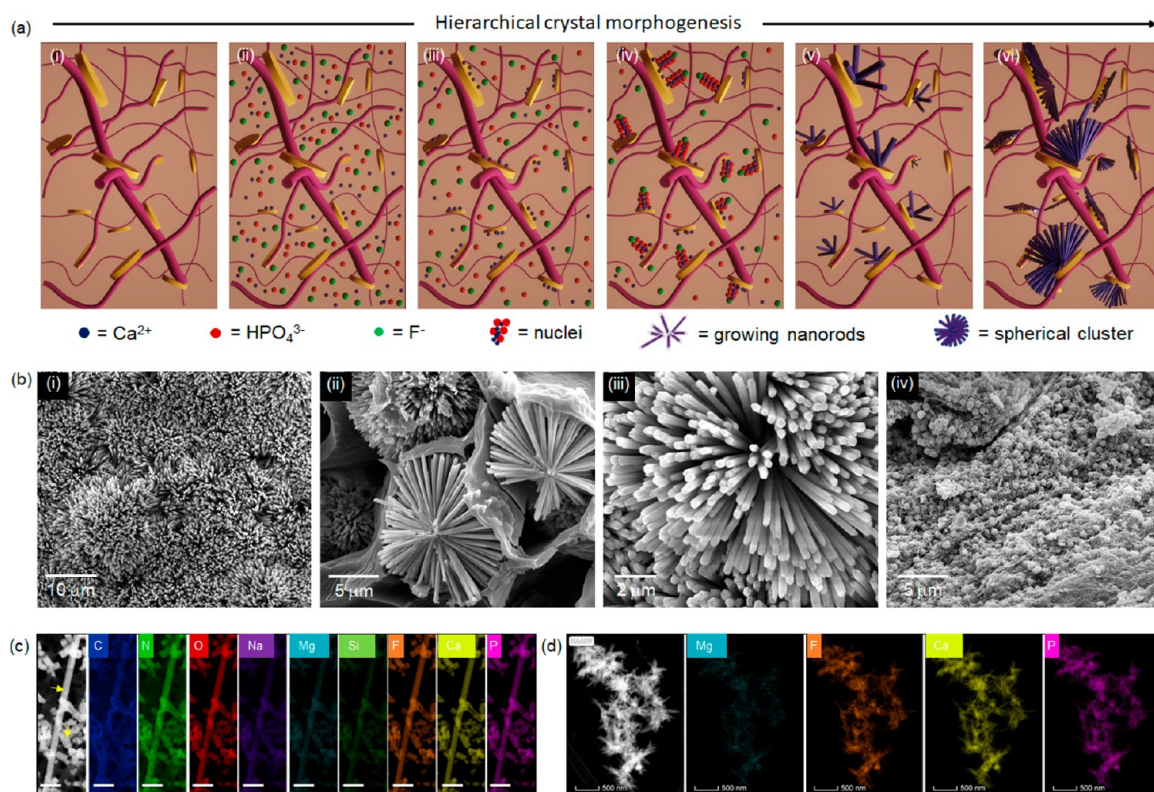 Hierarchical crystal morphogenesis
(a)
(i) (ii) (iii) (iv) (v) (vi)
= Ca2+ = HPO43- = F- = nuclei = growing nanorods = spherical cluster
(b)
(i) (ii) (iii) (iv)
10 µm 5 µm 2 µm 5 µm
(c) C N O Na Mg Si F Ca P (d) Mg F Ca P
500 nm 500 nm 500 nm 500 nm 500 nm